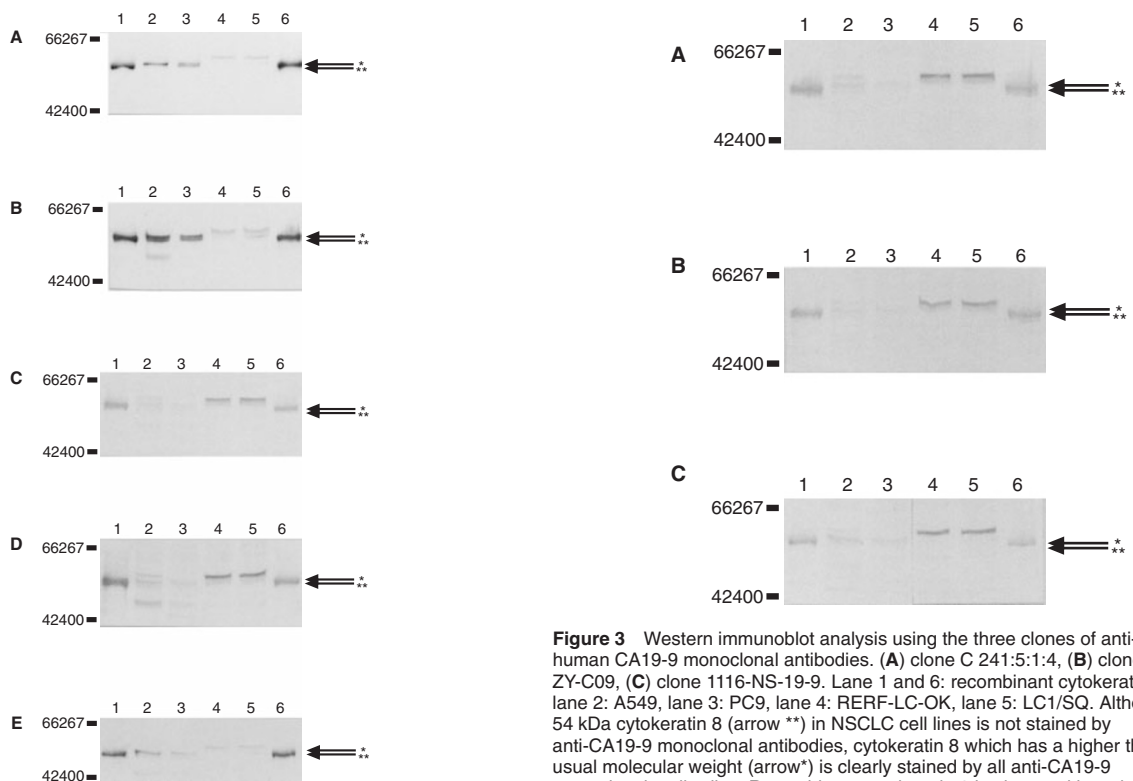 1 2 3 4 5 6
A
66267
*
**
42400
1 2 3 4 5 6
B
66267
*
**
42400
1 2 3 4 5 6
C
66267
*
**
42400
1 2 3 4 5 6
D
66267
*
**
42400
1 2 3 4 5 6
E
66267
*
**
42400
1 2 3 4 5 6
A
66267
*
**
42400
1 2 3 4 5 6
B
66267
*
**
42400
1 2 3 4 5 6
C
66267
*
**
42400
Figure 3 Western immunoblot analysis using the three clones of anti-
human CA19-9 monoclonal antibodies. (A) clone C 241:5:1:4, (B) clon
ZY-C09, (C) clone 1116-NS-19-9. Lane 1 and 6: recombinant cytokerat
lane 2: A549, lane 3: PC9, lane 4: RERF-LC-OK, lane 5: LC1/SQ. Alth
54 kDa cytokeratin 8 (arrow **) in NSCLC cell lines is not stained by
anti-CA19-9 monoclonal antibodies, cytokeratin 8 which has a higher th
usual molecular weight (arrow*) is clearly stained by all anti-CA19-9